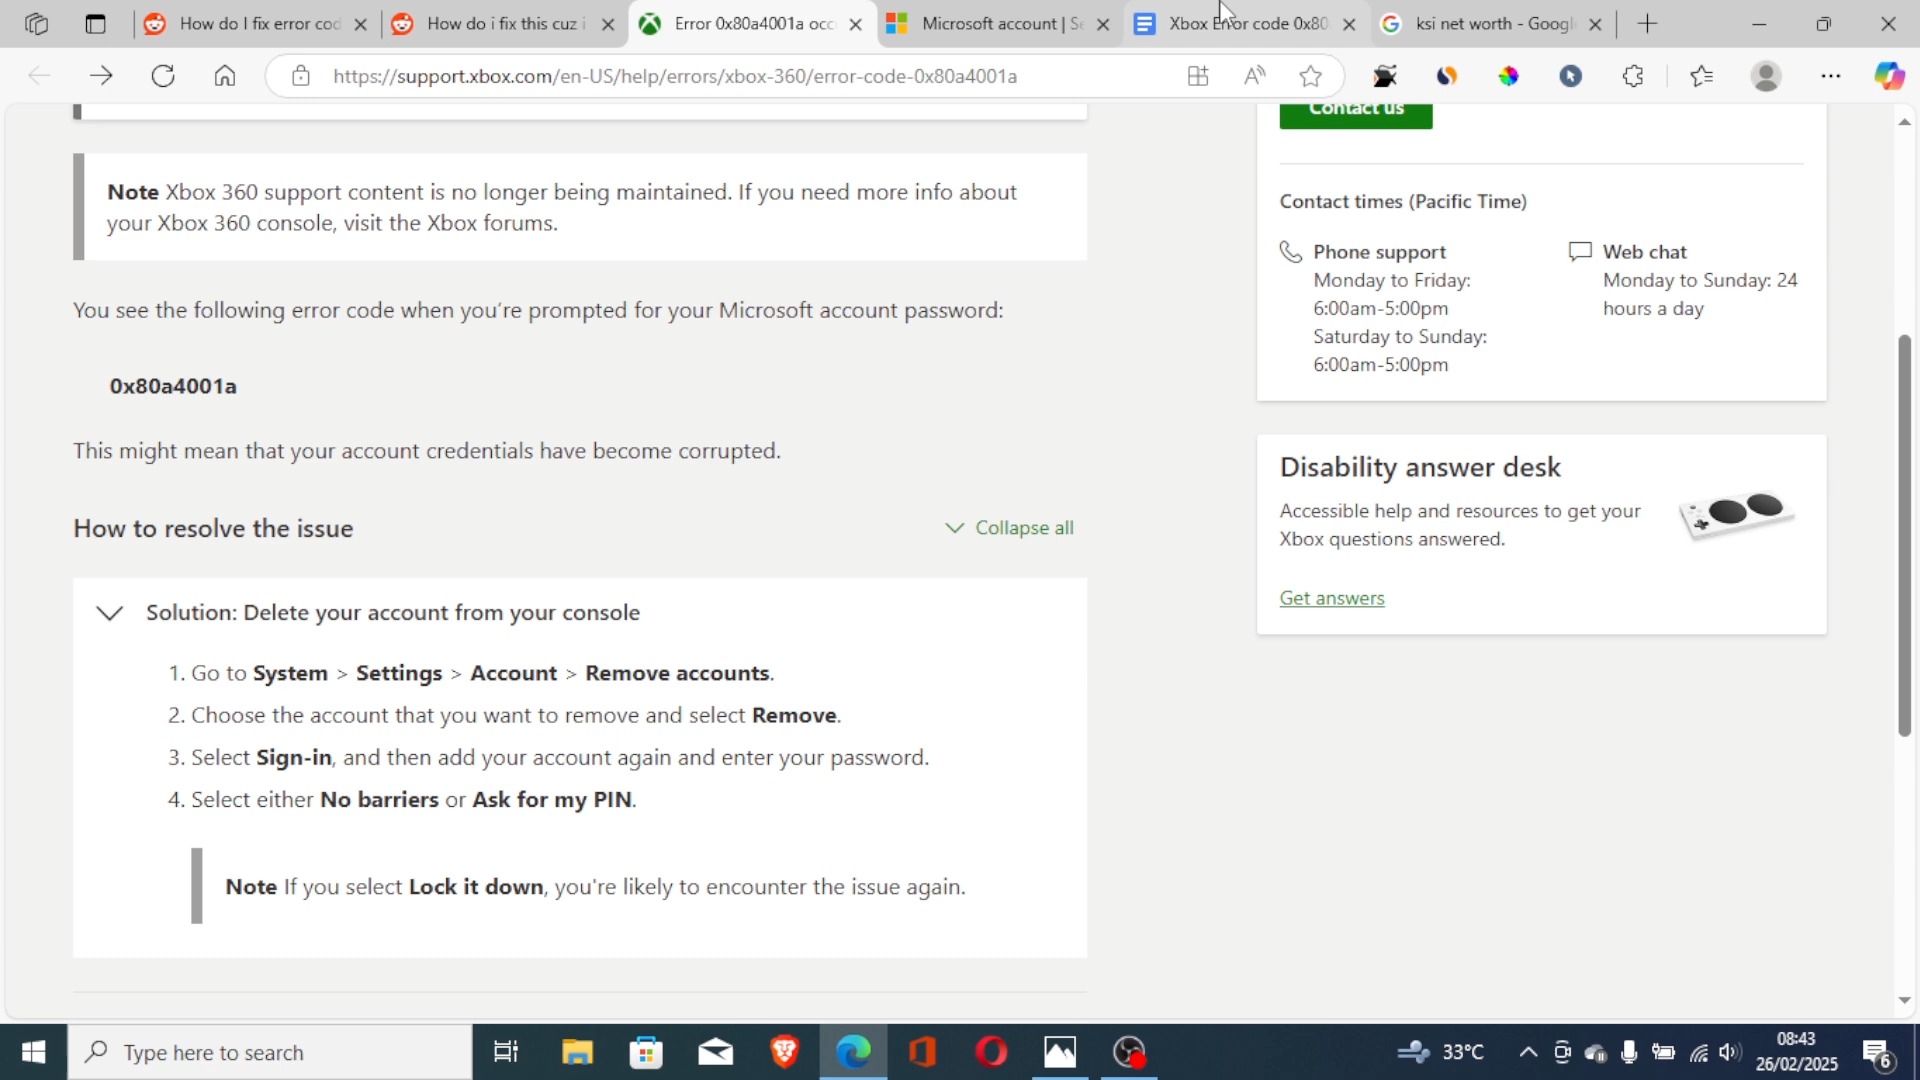 How do I fix error cod
How do i fix this cuz i
Error 0x80a4001a occ
Microsoft account | Se
Xbox Error code 0x80
ksi net worth - Google
https://support.xbox.com/en-US/help/errors/xbox-360/error-code-0x80a4001a
Contact us
Note Xbox 360 support content is no longer being maintained. If you need more info about
your Xbox 360 console, visit the Xbox forums.
You see the following error code when you're prompted for your Microsoft account password:
0x80a4001a
This might mean that your account credentials have become corrupted.
How to resolve the issue
Collapse all
Solution: Delete your account from your console
1. Go to System > Settings > Account > Remove accounts.
2. Choose the account that you want to remove and select Remove.
3. Select Sign-in, and then add your account again and enter your password.
4. Select either No barriers or Ask for my PIN.
Note If you select Lock it down, you're likely to encounter the issue again.
Contact times (Pacific Time)
Phone support
Monday to Friday:
6:00am-5:00pm
Saturday to Sunday:
6:00am-5:00pm
Web chat
Monday to Sunday: 24
hours a day
Disability answer desk
Accessible help and resources to get your
Xbox questions answered.
Get answers
Type here to search
33°C
08:43
26/02/2025
6